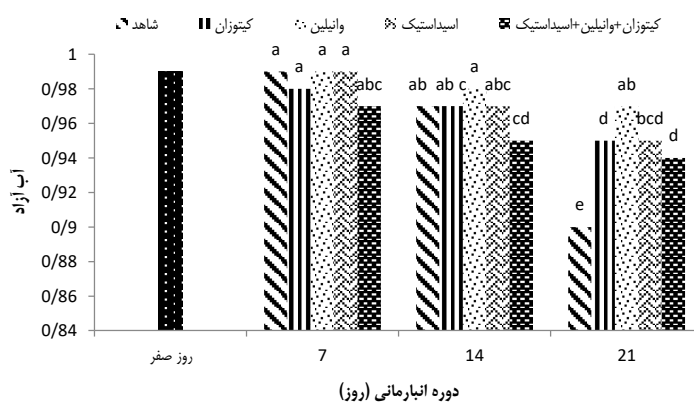 شاهد
کیتوزان
وانیلین
اسیداستیک
کیتوزان+وانیلین+اسیداستیک
1
0/98
0/96
0/94
0/92
0/9
0/88
0/86
0/84
آب آزاد
a
a
a
a
abc
ab
ab c
a
abc
cd
e
d
ab
bcd
d
روز صفر
7
14
21
دوره انبارمانی (روز)